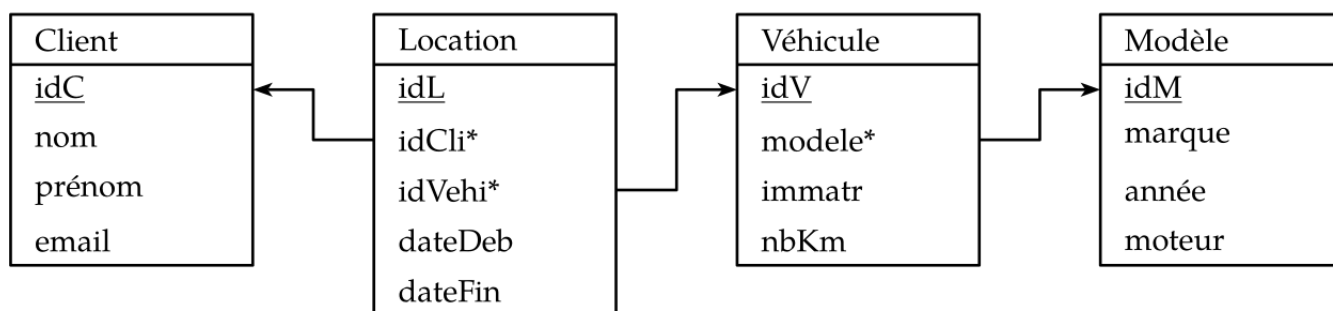 Client
idC
nom
prénom
email
Location
idL
idCli*
idVehi*
dateDeb
dateFin
Véhicule
idV
modele*
immatr
nbKm
Modèle
idM
marque
année
moteur